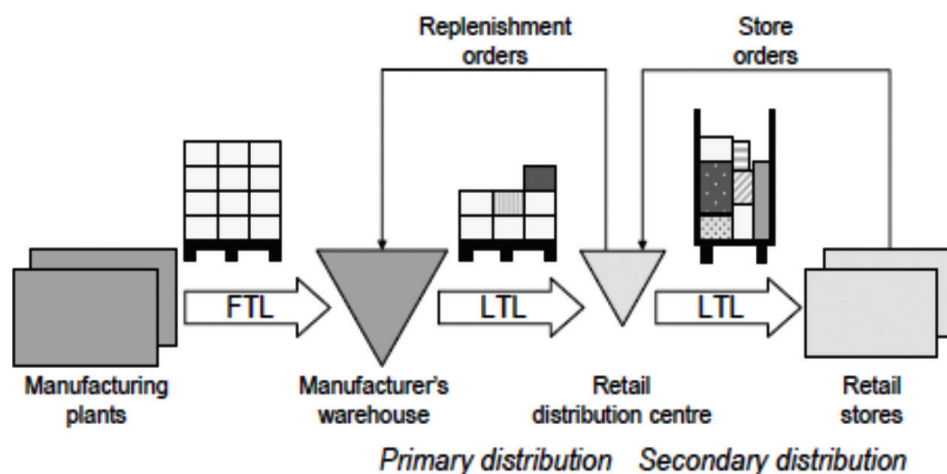 Replenishment
orders
Store
orders
FTL
LTL
LTL
Manufacturing
plants
Manufacturer's
warehouse
Retail
distribution centre
Retail
stores
Primary distribution
Secondary distribution